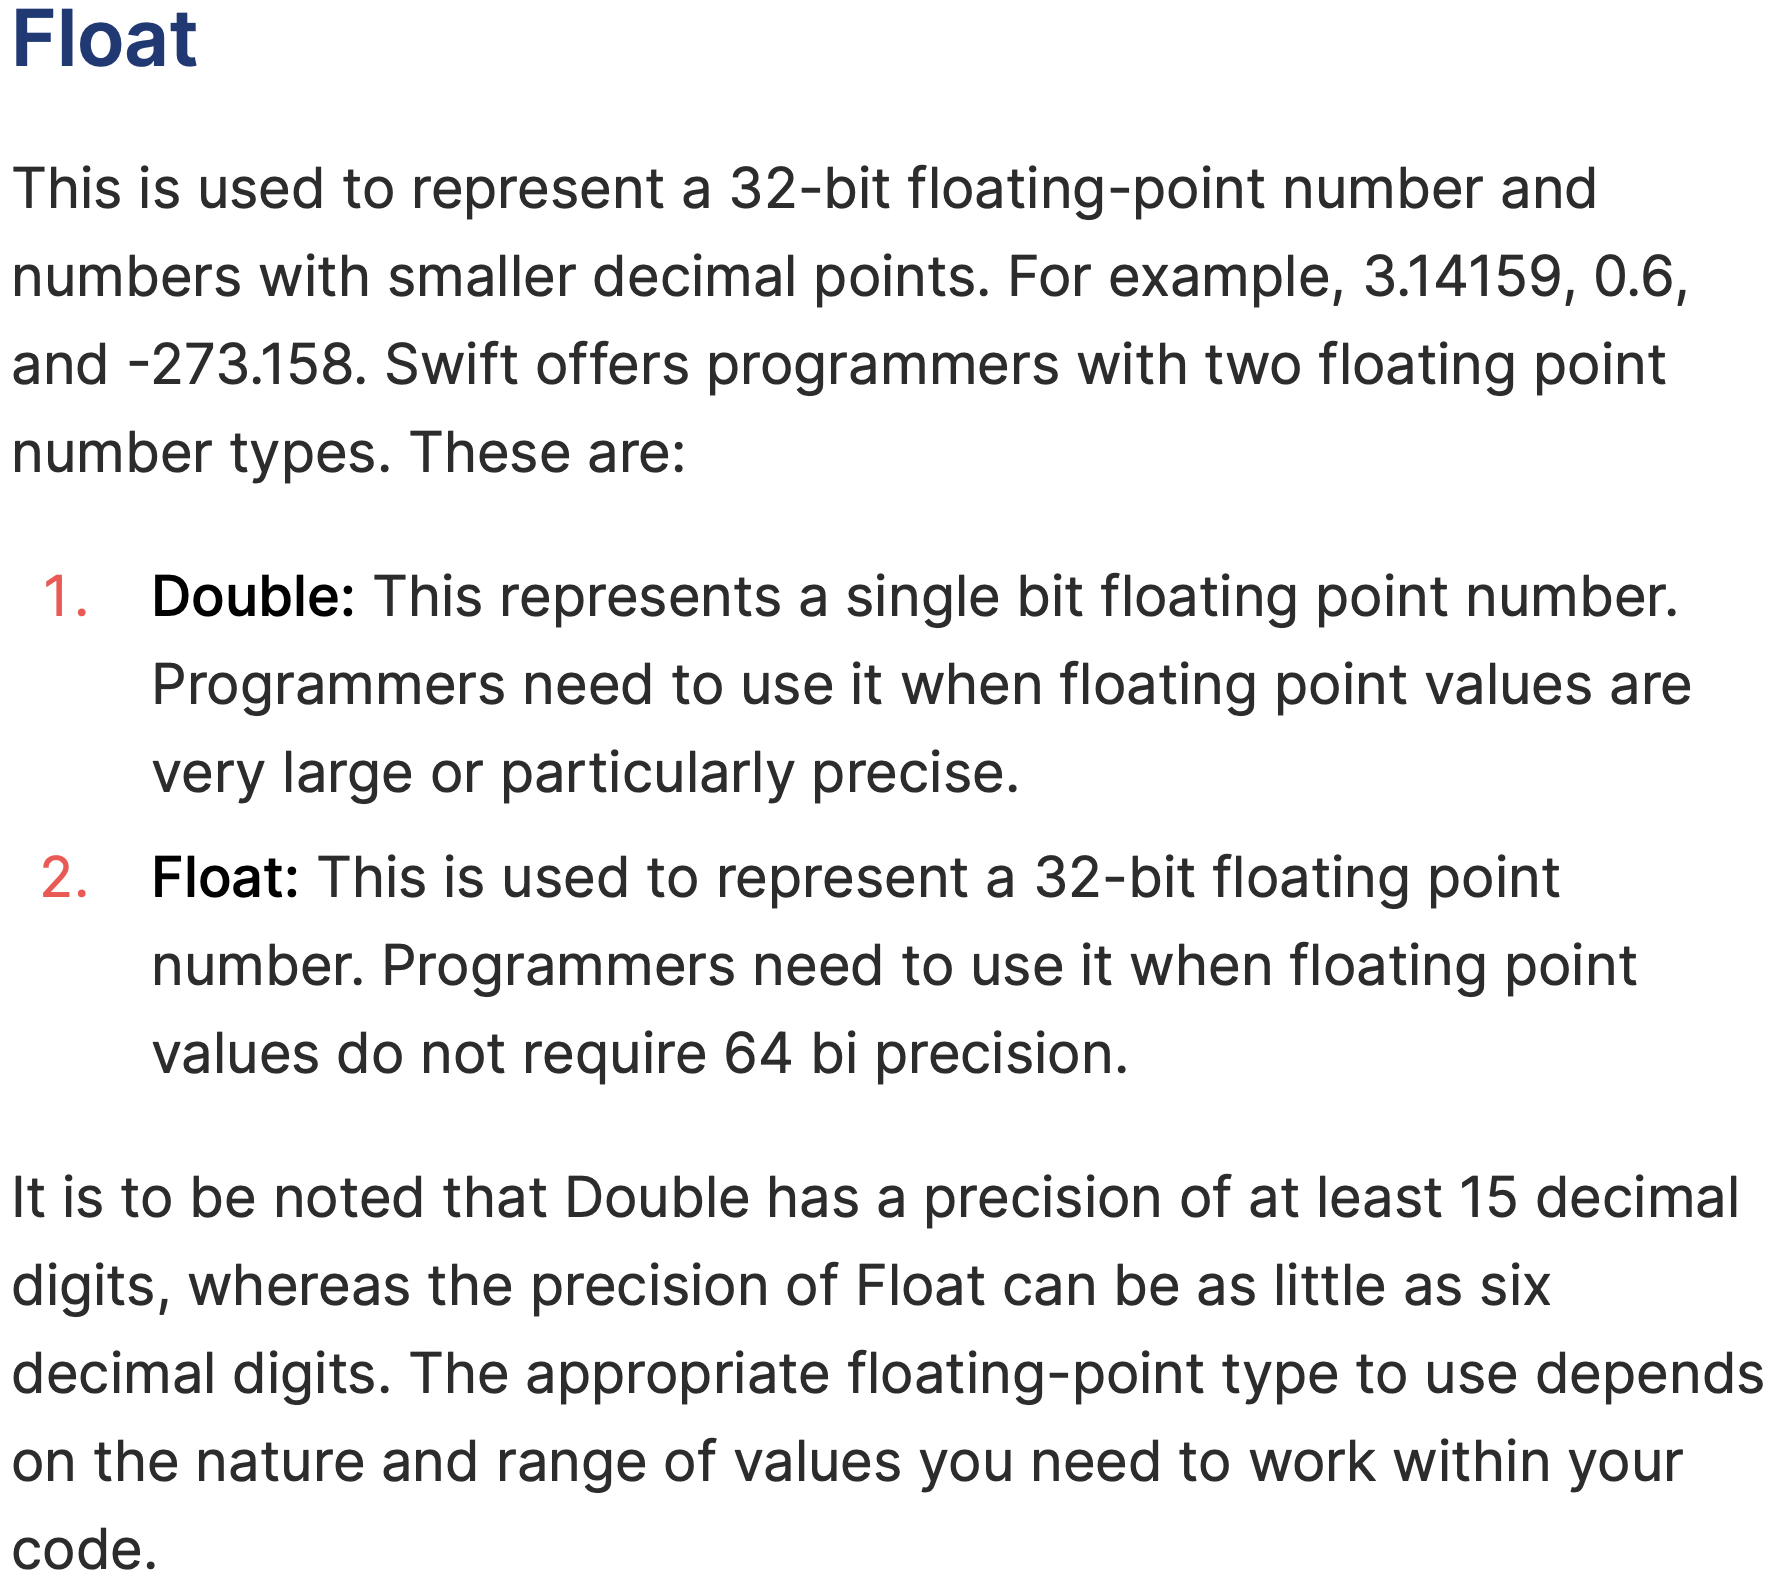 Float
This is used to represent a 32-bit floating-point number and
numbers with smaller decimal points. For example, 3.14159, 0.6,
and -273.158. Swift offers programmers with two floating point
number types. These are:
1. Double: This represents a single bit floating point number.
Programmers need to use it when floating point values are
very large or particularly precise.
2. Float: This is used to represent a 32-bit floating point
number. Programmers need to use it when floating point
values do not require 64 bi precision.
It is to be noted that Double has a precision of at least 15 decimal
digits, whereas the precision of Float can be as little as six
decimal digits. The appropriate floating-point type to use depends
on the nature and range of values you need to work within your
code.